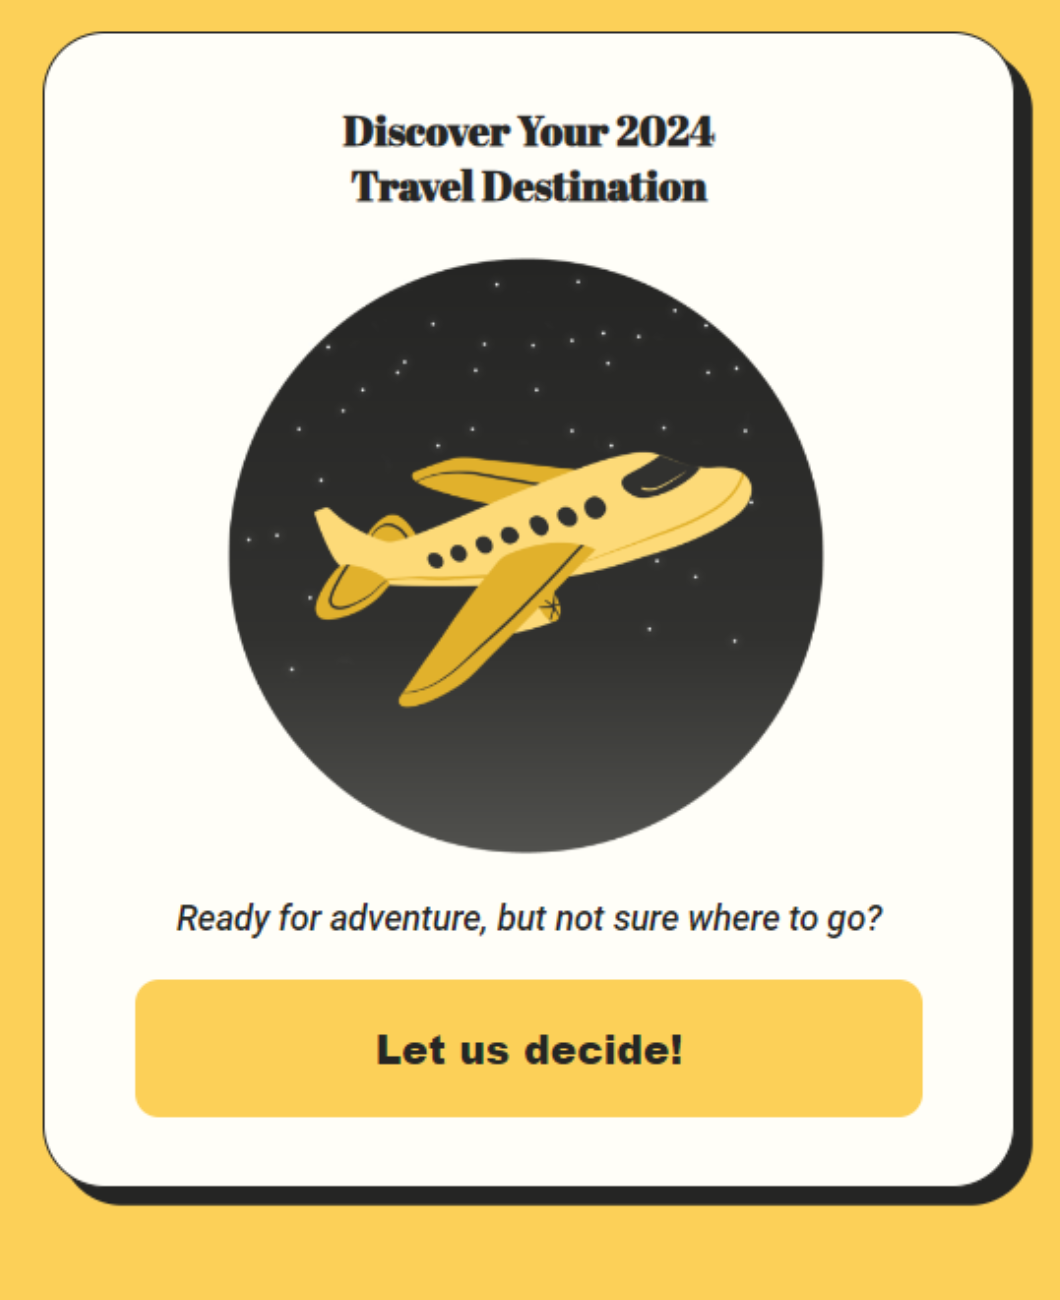 Discover Your 2024
Travel Destination
Ready for adventure, but not sure where to go?
Let us decide!